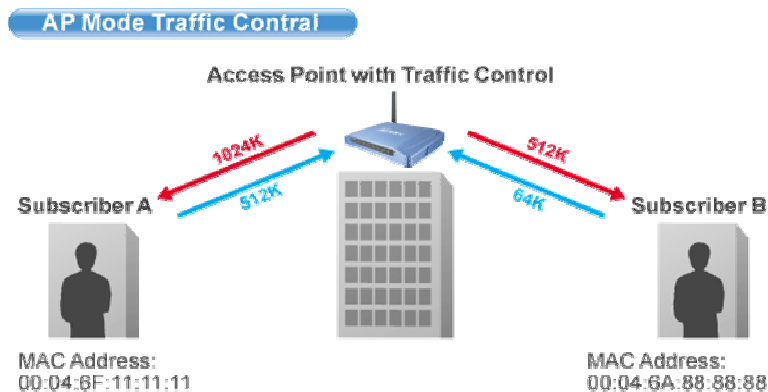 AP Mode Traffic Contral
Access Point with Traffic Control
1024K
512K
512K
64K
Subscriber A
Subscriber B
MAC Address:
00:04:6F:11:11:11
MAC Address:
00:04:6A:88:88:88